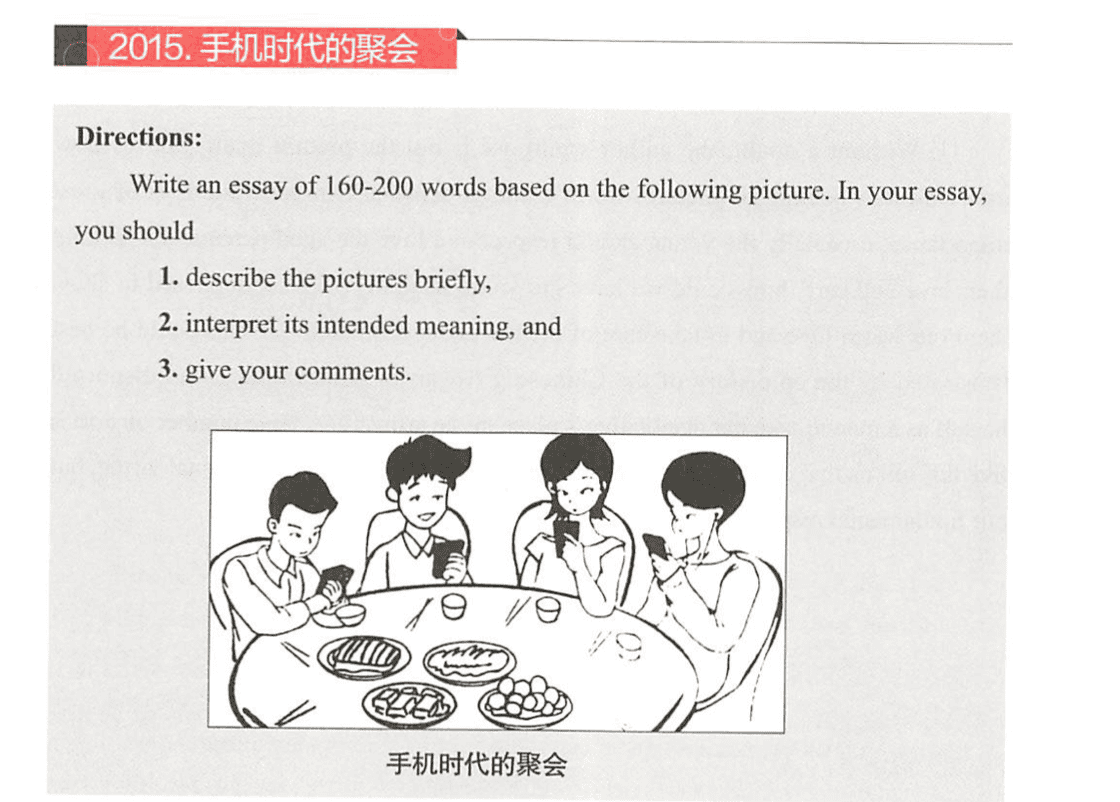 2015. 手机时代的聚会
Directions:
Write an essay of 160-200 words based on the following picture. In your essay,
you should
1. describe the pictures briefly,
2. interpret its intended meaning, and
3. give your comments.
手机时代的聚会